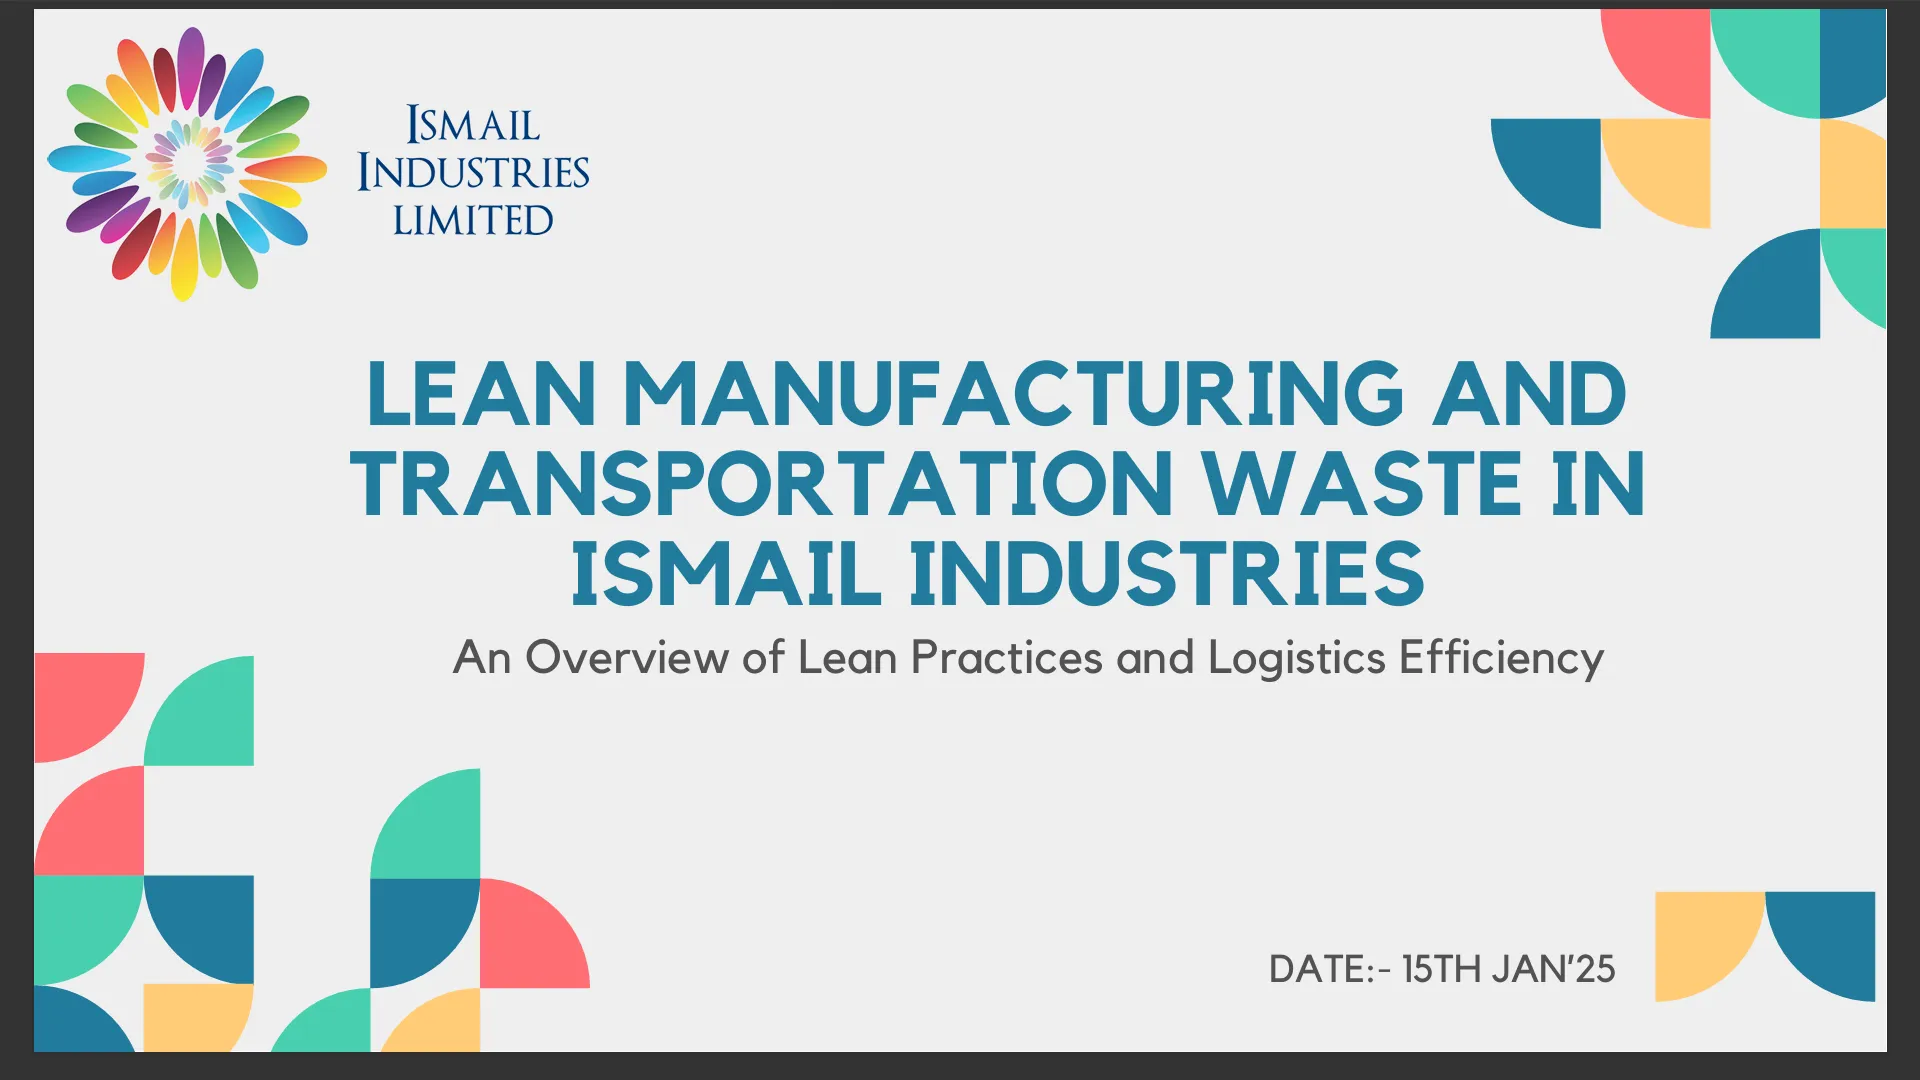 ISMAIL
INDUSTRIES
LIMITED
LEAN MANUFACTURING AND
TRANSPORTATION WASTE IN
ISMAIL INDUSTRIES
An Overview of Lean Practices and Logistics Efficiency
DATE:- 15TH JAN'25